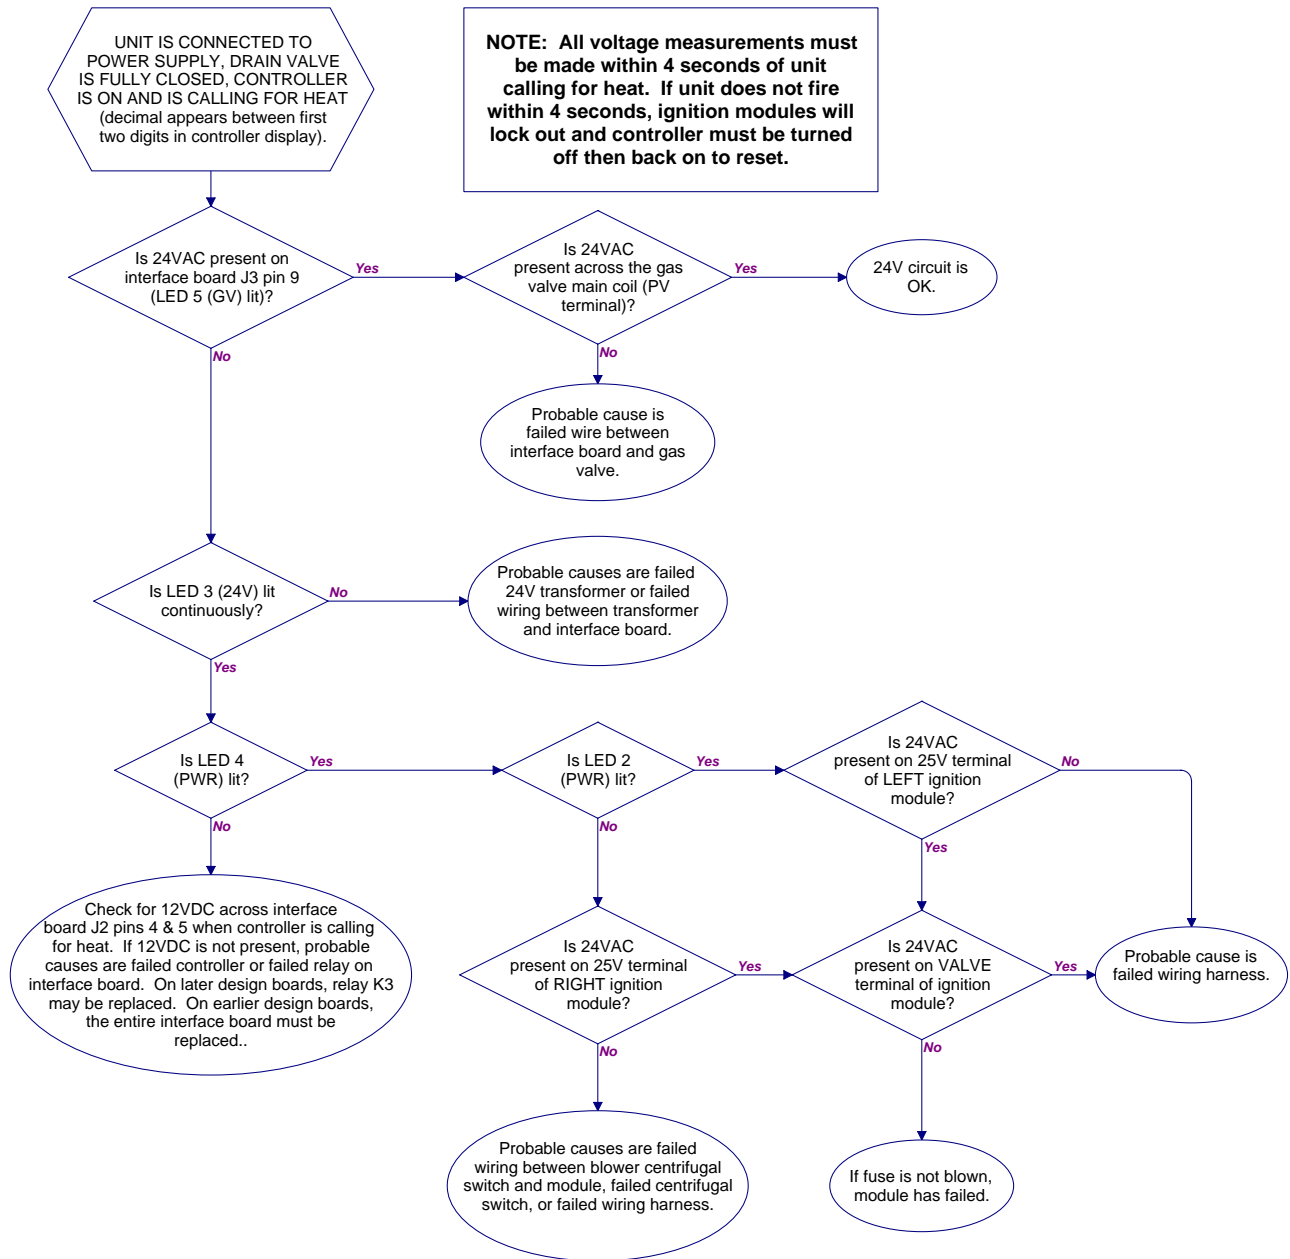 UNIT IS CONNECTED TO
POWER SUPPLY, DRAIN VALVE
IS FULLY CLOSED, CONTROLLER
IS ON AND IS CALLING FOR HEAT
(decimal appears between first
two digits in controller display).
NOTE:  All voltage measurements must
be made within 4 seconds of unit
calling for heat.  If unit does not fire
within 4 seconds, ignition modules will
lock out and controller must be turned
off then back on to reset.
Is 24VAC present on
interface board J3 pin 9
(LED 5 (GV) lit)?
Yes
Is 24VAC
present across the gas
valve main coil (PV
terminal)?
Yes
24V circuit is
OK.
No
No
Probable cause is
failed wire between
interface board and gas
valve.
Is LED 3 (24V) lit
continuously?
No
Probable causes are failed
24V transformer or failed
wiring between transformer
and interface board.
Yes
Is LED 4
(PWR) lit?
Yes
Is LED 2
(PWR) lit?
Yes
Is 24VAC
present on 25V terminal
of LEFT ignition
module?
No
No
No
Yes
Check for 12VDC across interface
board J2 pins 4 & 5 when controller is calling
for heat.  If 12VDC is not present, probable
causes are failed controller or failed relay on
interface board.  On later design boards, relay K3
may be replaced.  On earlier design boards,
the entire interface board must be
replaced..
Is 24VAC
present on 25V terminal
of RIGHT ignition
module?
Yes
Is 24VAC
present on VALVE
terminal of ignition
module?
Yes
Probable cause is
failed wiring harness.
No
No
Probable causes are failed
wiring between blower centrifugal
switch and module, failed centrifugal
switch, or failed wiring harness.
If fuse is not blown,
module has failed.